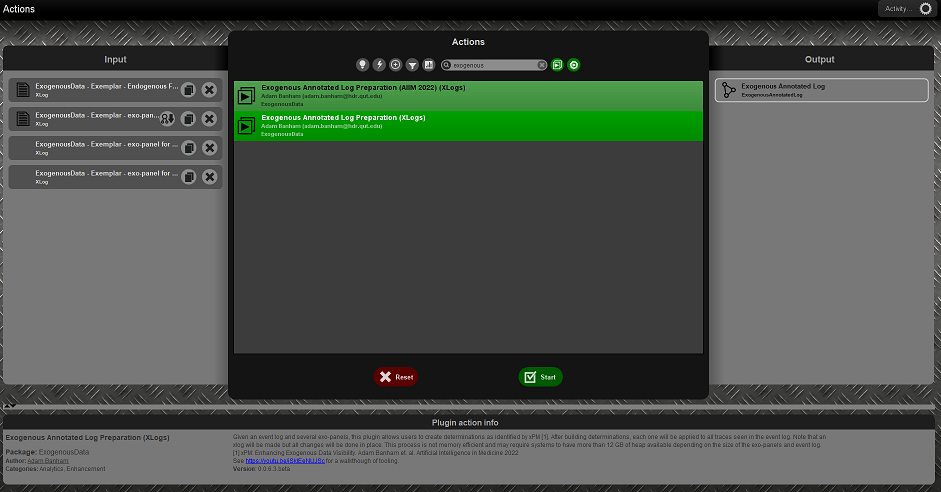 Actions
Activity...
Input
ExogenousData - Exemplar - Endogenous F...
XLog
ExogenousData - Exemplar - exo-pan...
XLog
ExogenousData - Exemplar - exo-panel for ...
XLog
ExogenousData - Exemplar - exo-panel for ...
XLog
Actions
exogenous
Exogenous Annotated Log Preparation (AIIM 2022) (XLogs)
Adam Banham (adam.banham@hdr.qut.edu)
ExogenousData
Exogenous Annotated Log Preparation (XLogs)
Adam Banham (adam.banham@hdr.qut.edu)
ExogenousData
Reset
Start
Output
Exogenous Annotated Log
ExogenousAnnotatedLog
Plugin action info
Exogenous Annotated Log Preparation (XLogs)
Package: ExogenousData
Author: Adam Banham
Categories: Analytics, Enhancement
Given an event log and several exo-panels, this plugin allows users to create determinations as identified by xPM [1]. After building determinations, each one will be applied to all traces seen in the event log. Note that an
xlog will be made but all changes will be done in place. This process is not memory efficient and may require systems to have more than 12 GB of heap available depending on the size of the exo-panels and event log.
[1] xPM: Enhancing Exogenous Data Visibility. Adam Banham et. al. Artificial Intelligence in Medicine 2022
See for a walkthough of tooling.
Version: 0.0.6.3.beta